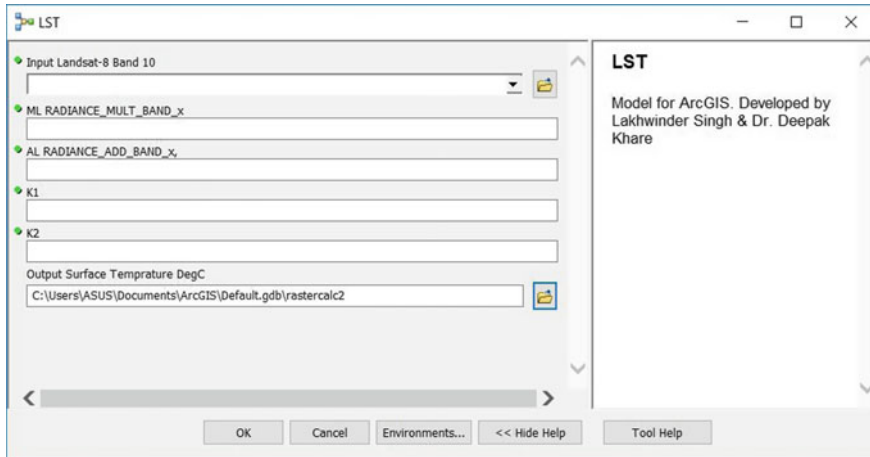 LST
Input Landsat-8 Band 10
ML RADIANCE_MULT_BAND_x
AL RADIANCE_ADD_BAND_x,
K1
K2
Output Surface Temprature DegC
C:\Users\ASUS\Documents\ArcGIS\Default.gdb\rastercalc2
OK
Cancel
Environments...
<< Hide Help
Tool Help
LST
Model for ArcGIS. Developed by
Lakhwinder Singh & Dr. Deepak
Khare